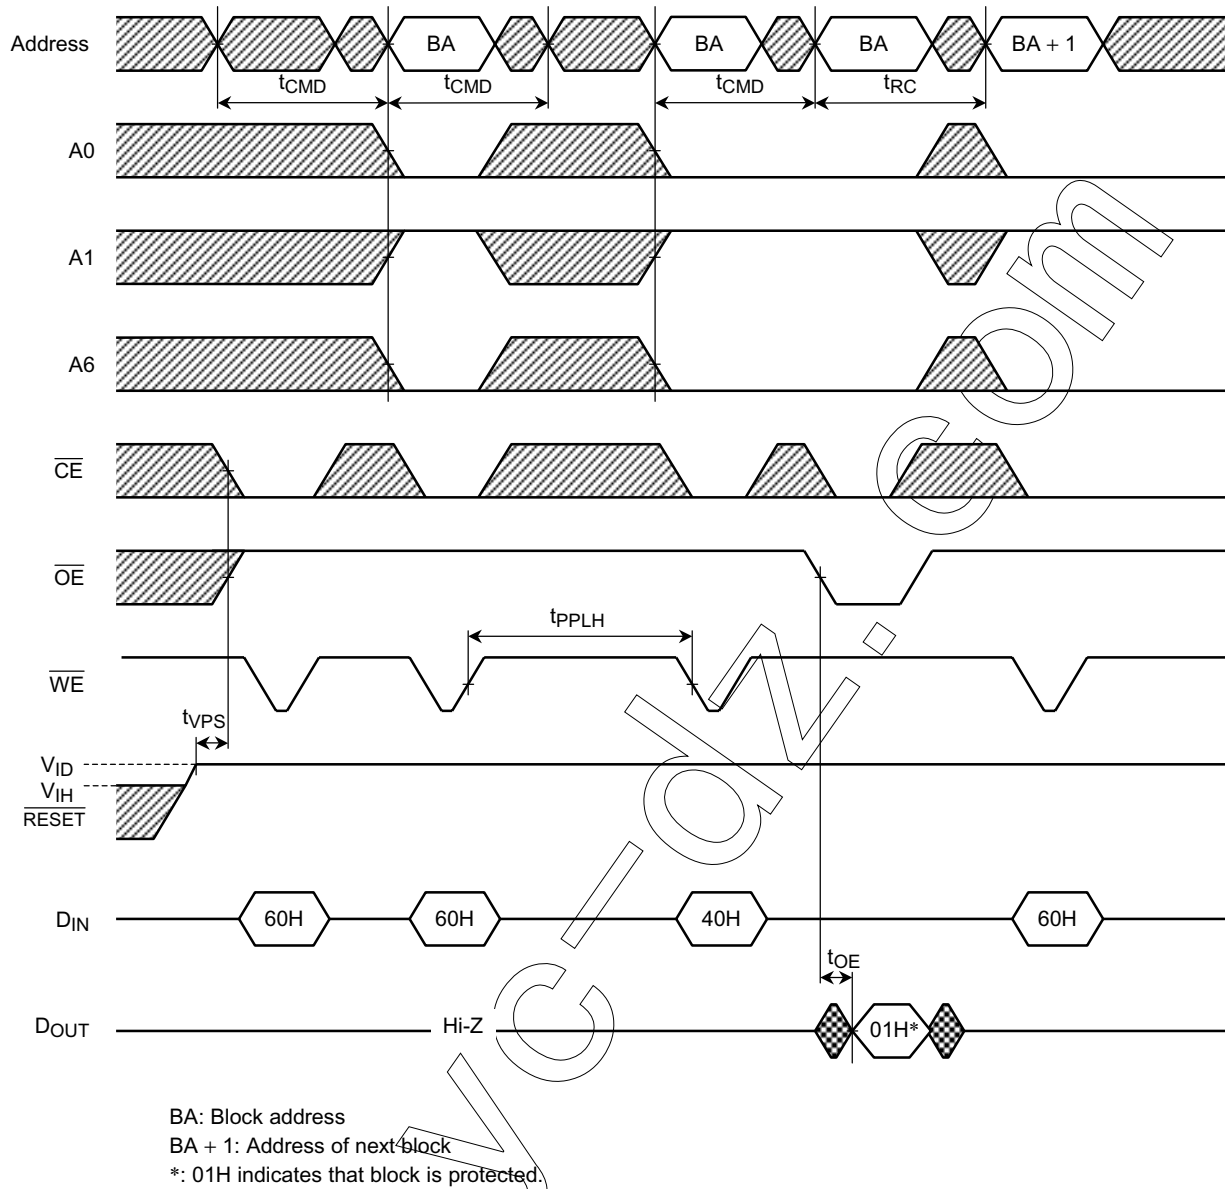 Address BA BA BA BA + 1
tCMD tCMD tCMD tRC
A0
A1
A6
CE
OE
tPPLH
WE
tVPS
VID
VIH
RESET
DIN 60H 60H 40H 60H
tOE
DOUT Hi-Z 01H*
BA: Block address
BA + 1: Address of next block
*: 01H indicates that block is protected.